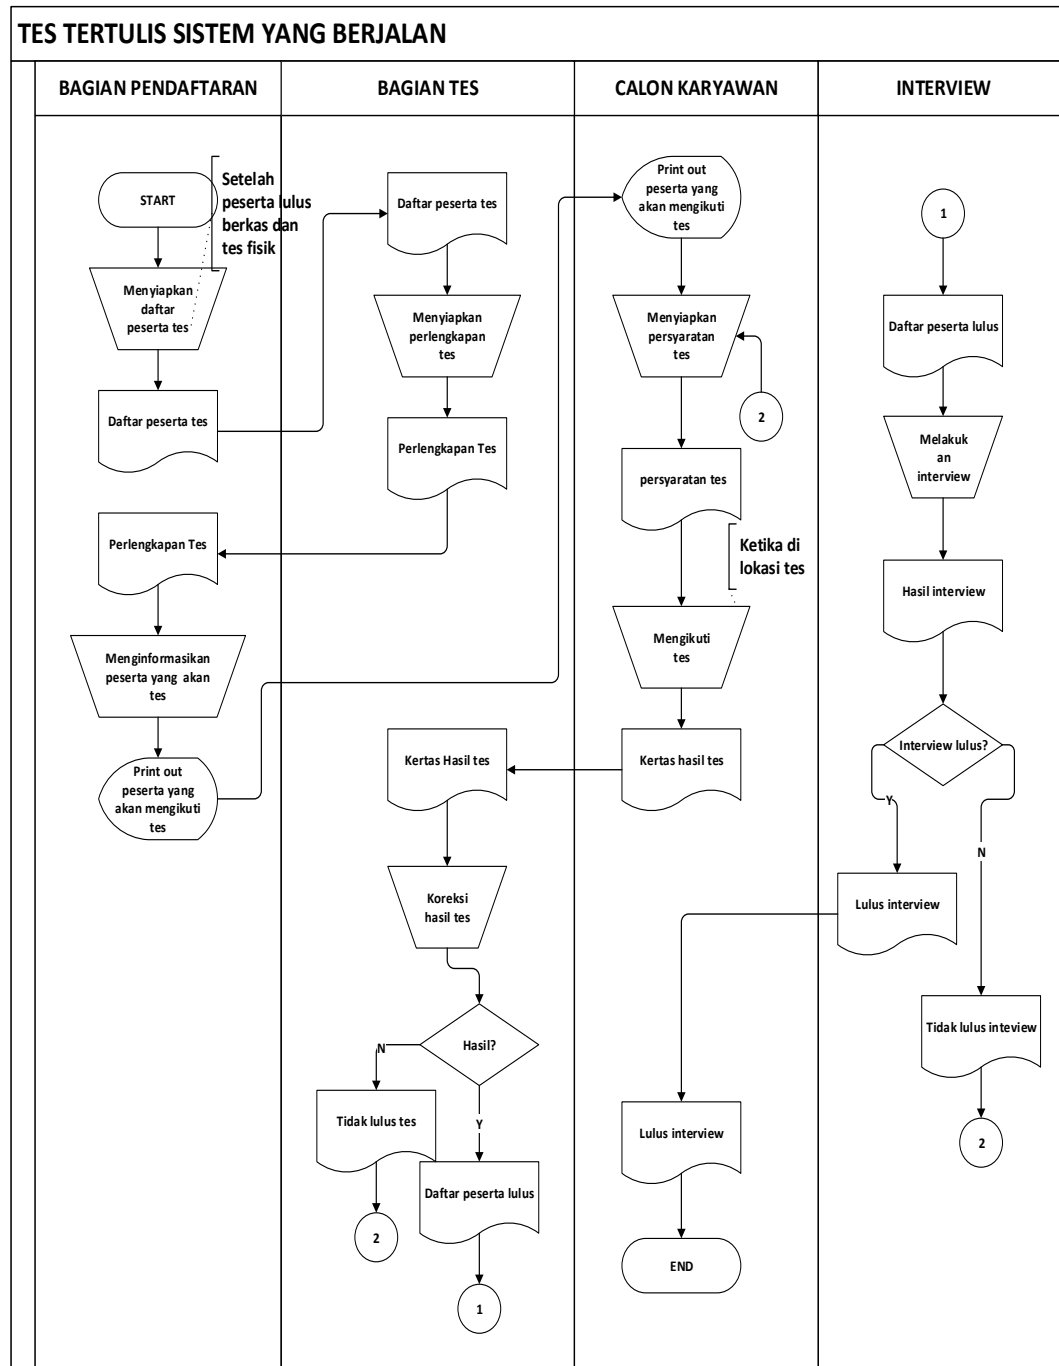 TES TERTULIS SISTEM YANG BERJALAN
BAGIAN PENDAFTARAN
BAGIAN TES
CALON KARYAWAN
INTERVIEW
START
Setelah
peserta lulus
berkas dan
tes fisik
Menyiapkan
daftar
peserta tes
Daftar peserta tes
Perlengkapan Tes
Menginformasikan
peserta yang akan
tes
Print out
peserta yang
akan mengikuti
tes
Daftar peserta tes
Menyiapkan
perlengkapan
tes
Perlengkapan Tes
Kertas Hasil tes
Koreksi
hasil tes
Hasil?
N
Tidak lulus tes
2
Y
Daftar peserta lulus
1
Print out
peserta yang
akan mengikuti
tes
Menyiapkan
persyaratan
tes
2
persyaratan tes
Ketika di
lokasi tes
Mengikuti
tes
Kertas hasil tes
Lulus interview
END
1
Daftar peserta lulus
Melakuk
an
interview
Hasil interview
Interview lulus?
Y
N
Lulus interview
Tidak lulus inteview
2